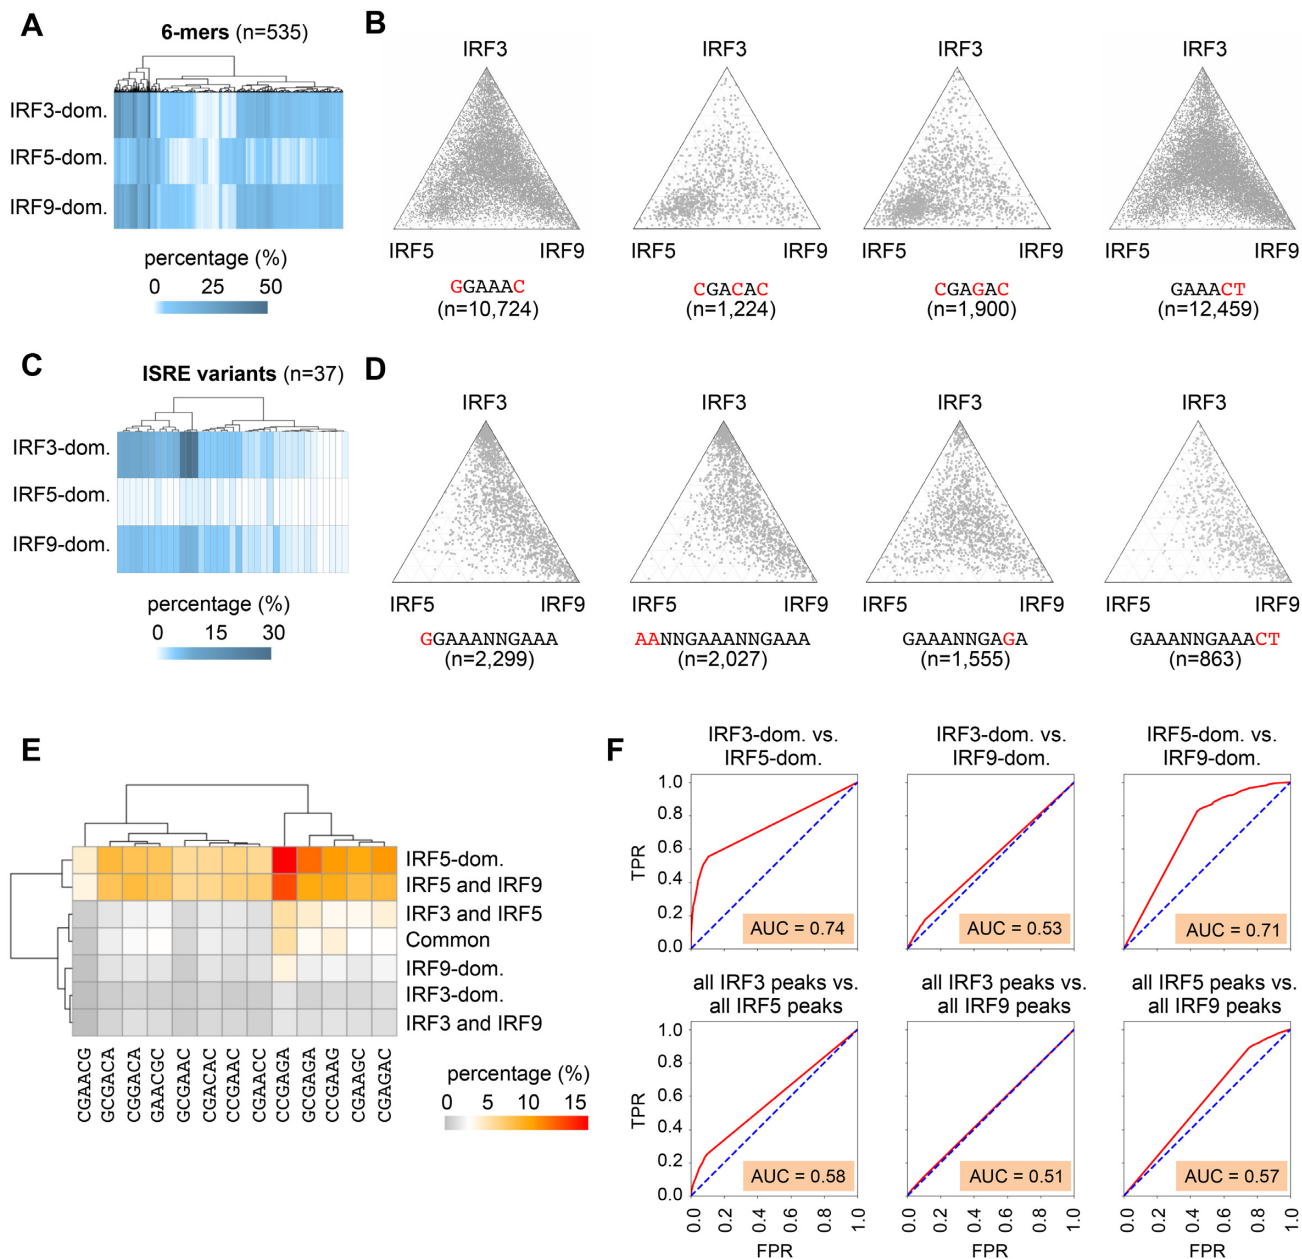 A
6-mers (n=535)
IRF3-dom.
IRF5-dom.
IRF9-dom.
percentage (%)
0 25 50
B
IRF3 IRF3 IRF3 IRF3
IRF5 IRF9 IRF5 IRF9 IRF5 IRF9 IRF5 IRF9
GGAAAC CGACAC CGAGAC GAAACT
(n=10,724) (n=1,224) (n=1,900) (n=12,459)
C
ISRE variants (n=37)
IRF3-dom.
IRF5-dom.
IRF9-dom.
percentage (%)
0 15 30
D
IRF3 IRF3 IRF3 IRF3
IRF5 IRF9 IRF5 IRF9 IRF5 IRF9 IRF5 IRF9
GGAAANNGAAA AANNGAAANNGAAA GAAANNGAGA GAAANNGAAACT
(n=2,299) (n=2,027) (n=1,555) (n=863)
E
IRF5-dom.
IRF5 and IRF9
IRF3 and IRF5
Common
IRF9-dom.
IRF3-dom.
IRF3 and IRF9
CGAACG
GCGACA
CGGACA
GAACGC
GCGAAC
CGACAC
CCGAAC
CGAACC
CCGAGA
GCGAGA
CCGAAG
CGAAGC
CGAGAC
percentage (%)
0 5 10 15
F
IRF3-dom. vs.
IRF5-dom.
IRF3-dom. vs.
IRF9-dom.
IRF5-dom. vs.
IRF9-dom.
TPR
1.0
0.8
0.6
0.4
0.2
0.0
AUC = 0.74
AUC = 0.53
AUC = 0.71
all IRF3 peaks vs.
all IRF5 peaks
all IRF3 peaks vs.
all IRF9 peaks
all IRF5 peaks vs.
all IRF9 peaks
TPR
1.0
0.8
0.6
0.4
0.2
0.0
AUC = 0.58
AUC = 0.51
AUC = 0.57
0.0 0.2 0.4 0.6 0.8 1.0
0.0 0.2 0.4 0.6 0.8 1.0
0.0 0.2 0.4 0.6 0.8 1.0
FPR FPR FPR